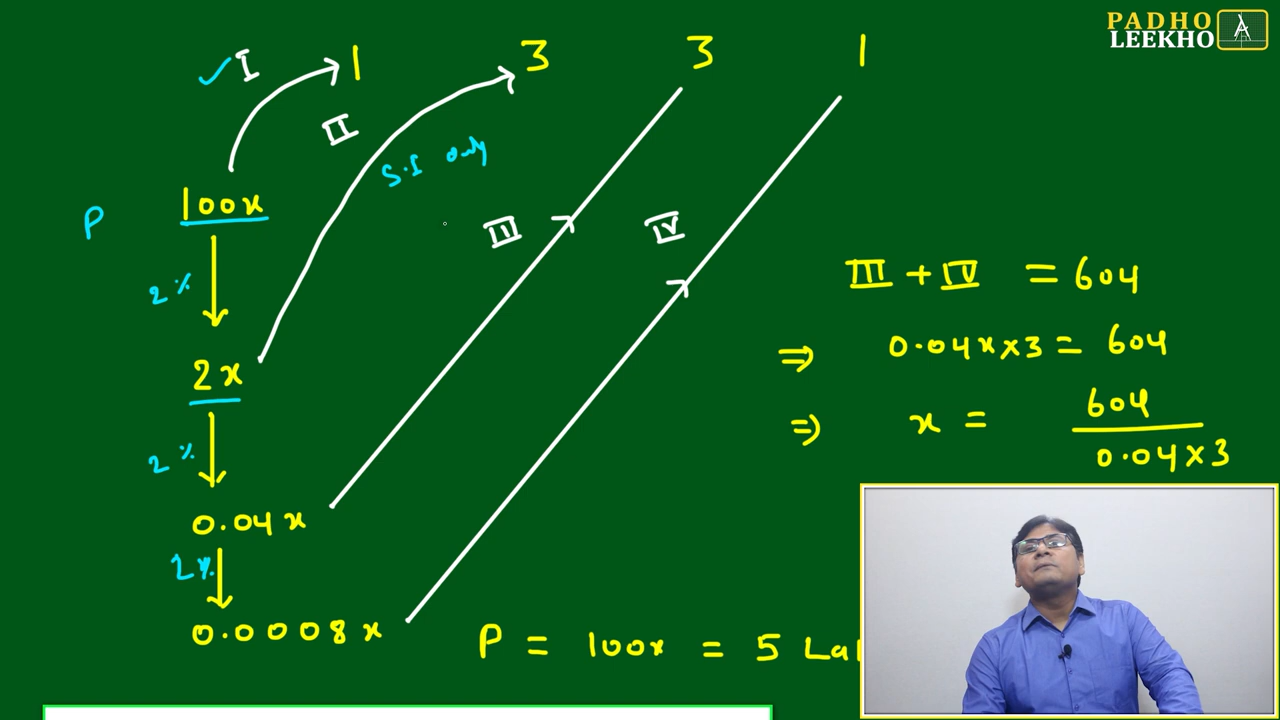 PADHO
LEEKHO
✓ I 1 3 3 1
II
S.I only
P 100x
III IV
2%
III + IV = 604
2x
⇒ 0.04x×3 = 604
⇒ x = 604 / 0.04×3
2%
0.04x
2%
0.0008x
P = 100x = 5